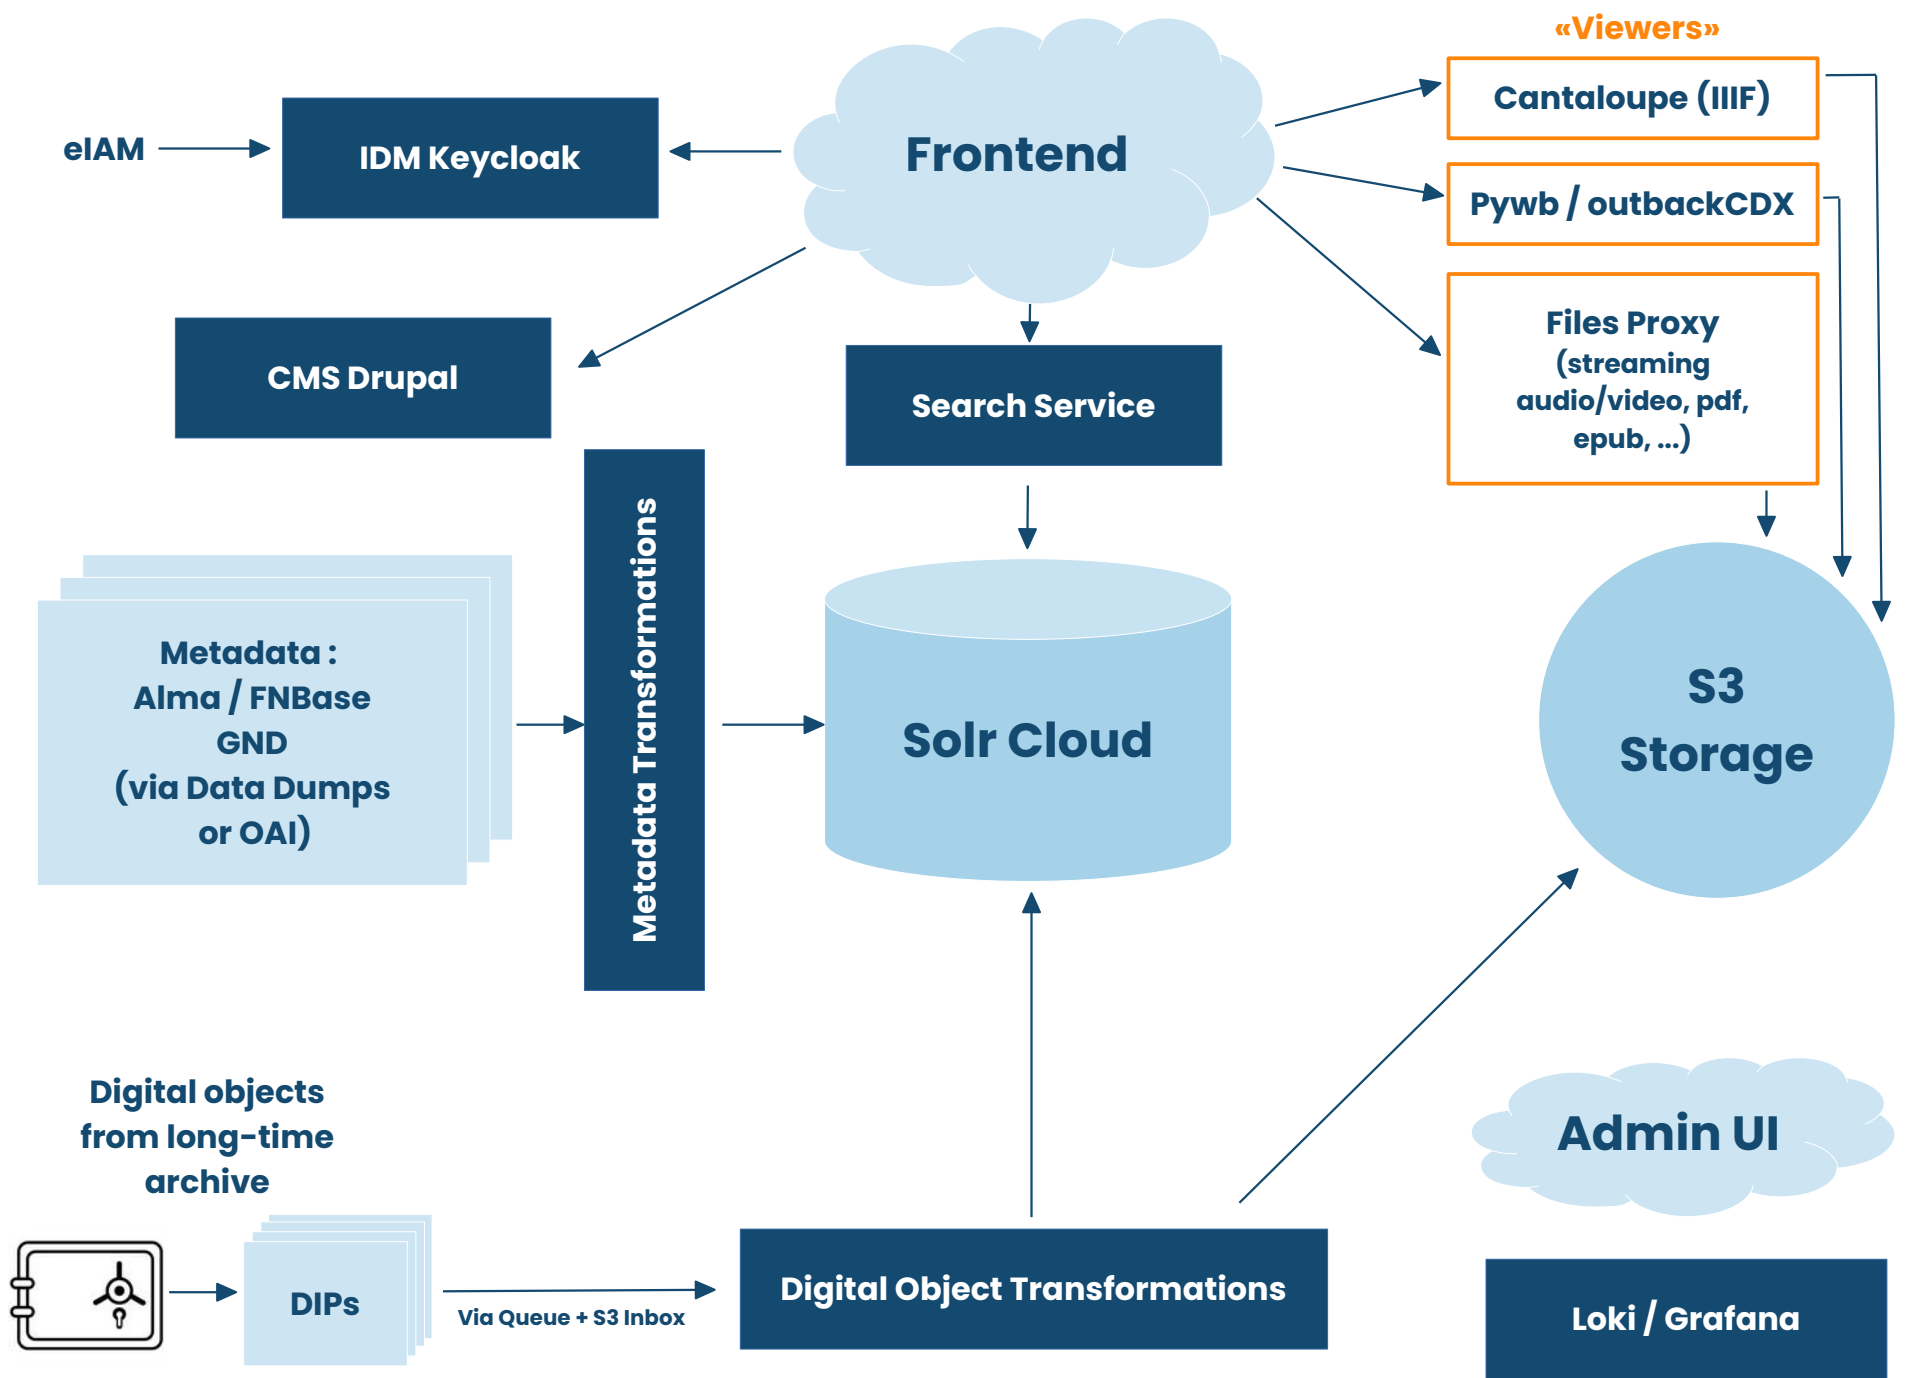 «Viewers»
Cantaloupe (IIIF)
eIAM
IDM Keycloak
Frontend
Pywb / outbackCDX
Files Proxy
(streaming
audio/video, pdf,
epub, ...)
CMS Drupal
Search Service
Metadata Transformations
Metadata :
Alma / FNBase
GND
(via Data Dumps
or OAI)
Solr Cloud
S3
Storage
Digital objects
from long-time
archive
Admin UI
DIPs
Via Queue + S3 Inbox
Digital Object Transformations
Loki / Grafana